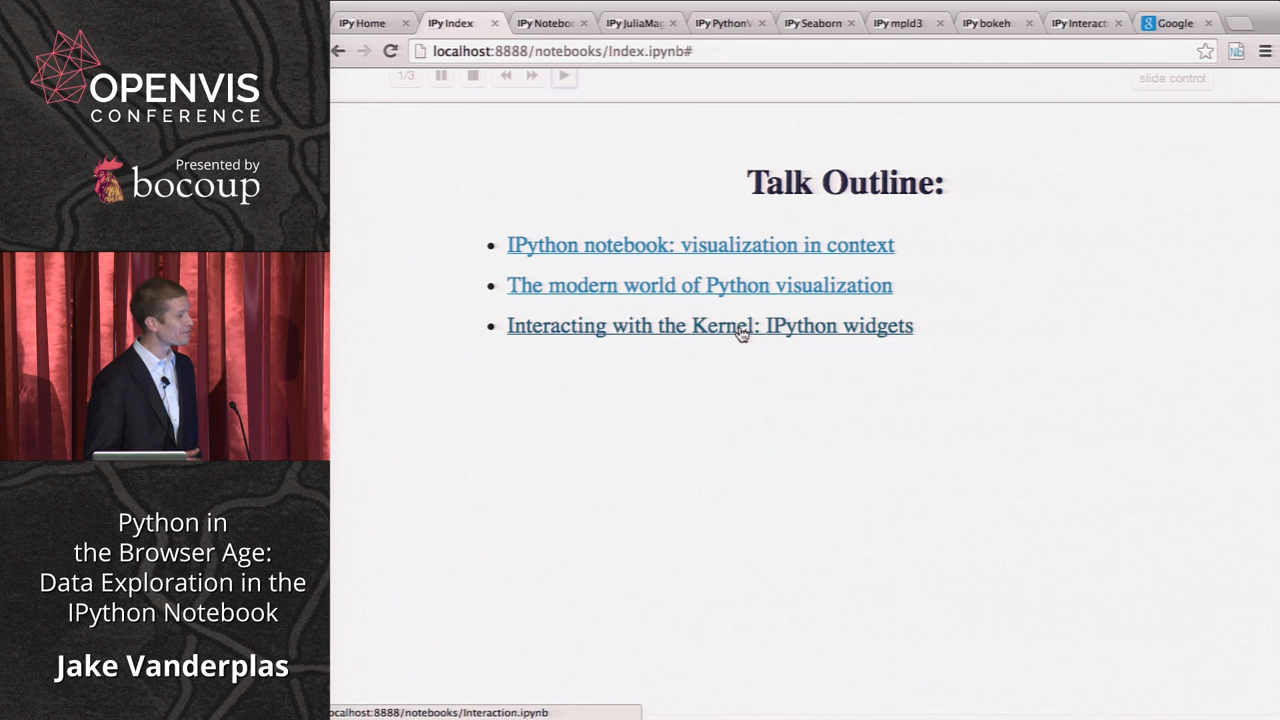 OPENVIS
CONFERENCE
Presented by
bocoup
Python in
the Browser Age:
Data Exploration in the
IPython Notebook
Jake Vanderplas
IPy Home
IPy Index
IPy Noteboo
IPy JuliaMag
IPy PythonV
IPy Seaborn
IPy mpld3
IPy bokeh
IPy Interact
Google
localhost:8888/notebooks/Index.ipynb#
1/3
slide control
Talk Outline:
• IPython notebook: visualization in context
• The modern world of Python visualization
• Interacting with the Kernel: IPython widgets
ocalhost:8888/notebooks/Interaction.ipynb